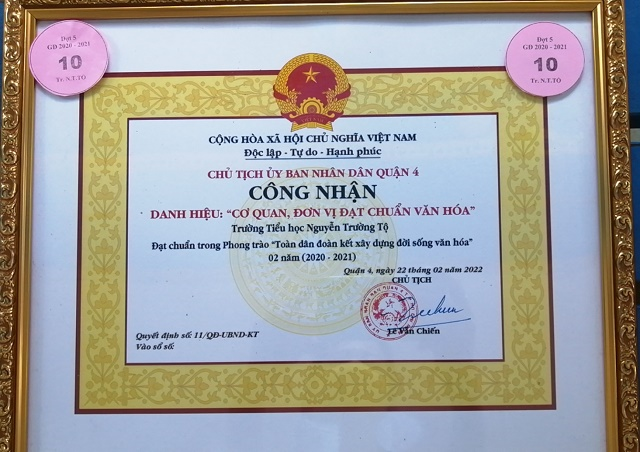 Đợt 5
GĐ 2020 - 2021
10
Tr. N.T.TỘ
Đợt 5
GĐ 2020 - 2021
10
Tr. N.T.TỘ
CỘNG HÒA XÃ HỘI CHỦ NGHĨA VIỆT NAM
Độc lập - Tự do - Hạnh phúc
CHỦ TỊCH ỦY BAN NHÂN DÂN QUẬN 4
CÔNG NHẬN
DANH HIỆU: “CƠ QUAN, ĐƠN VỊ ĐẠT CHUẨN VĂN HÓA”
Trường Tiểu học Nguyễn Trường Tộ
Đạt chuẩn trong Phong trào “Toàn dân đoàn kết xây dựng đời sống văn hóa”
02 năm (2020 - 2021)
Quận 4, ngày 22 tháng 02 năm 2022
CHỦ TỊCH
Quyết định số: 11/QĐ-UBND-KT
Vào sổ số:
Lê Văn Chiến